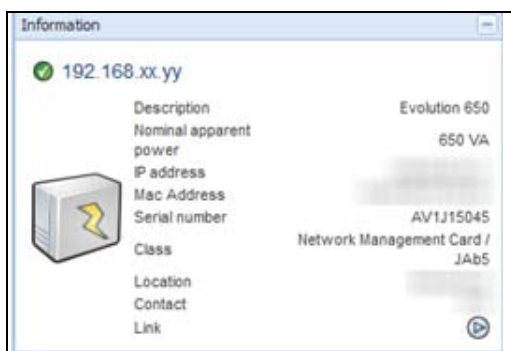 Information
192.168.xx.yy
Description Evolution 650
Nominal apparent
power 650 VA
IP address
Mac Address
Serial number AV1J15045
Class Network Management Card /
JAb5
Location
Contact
Link